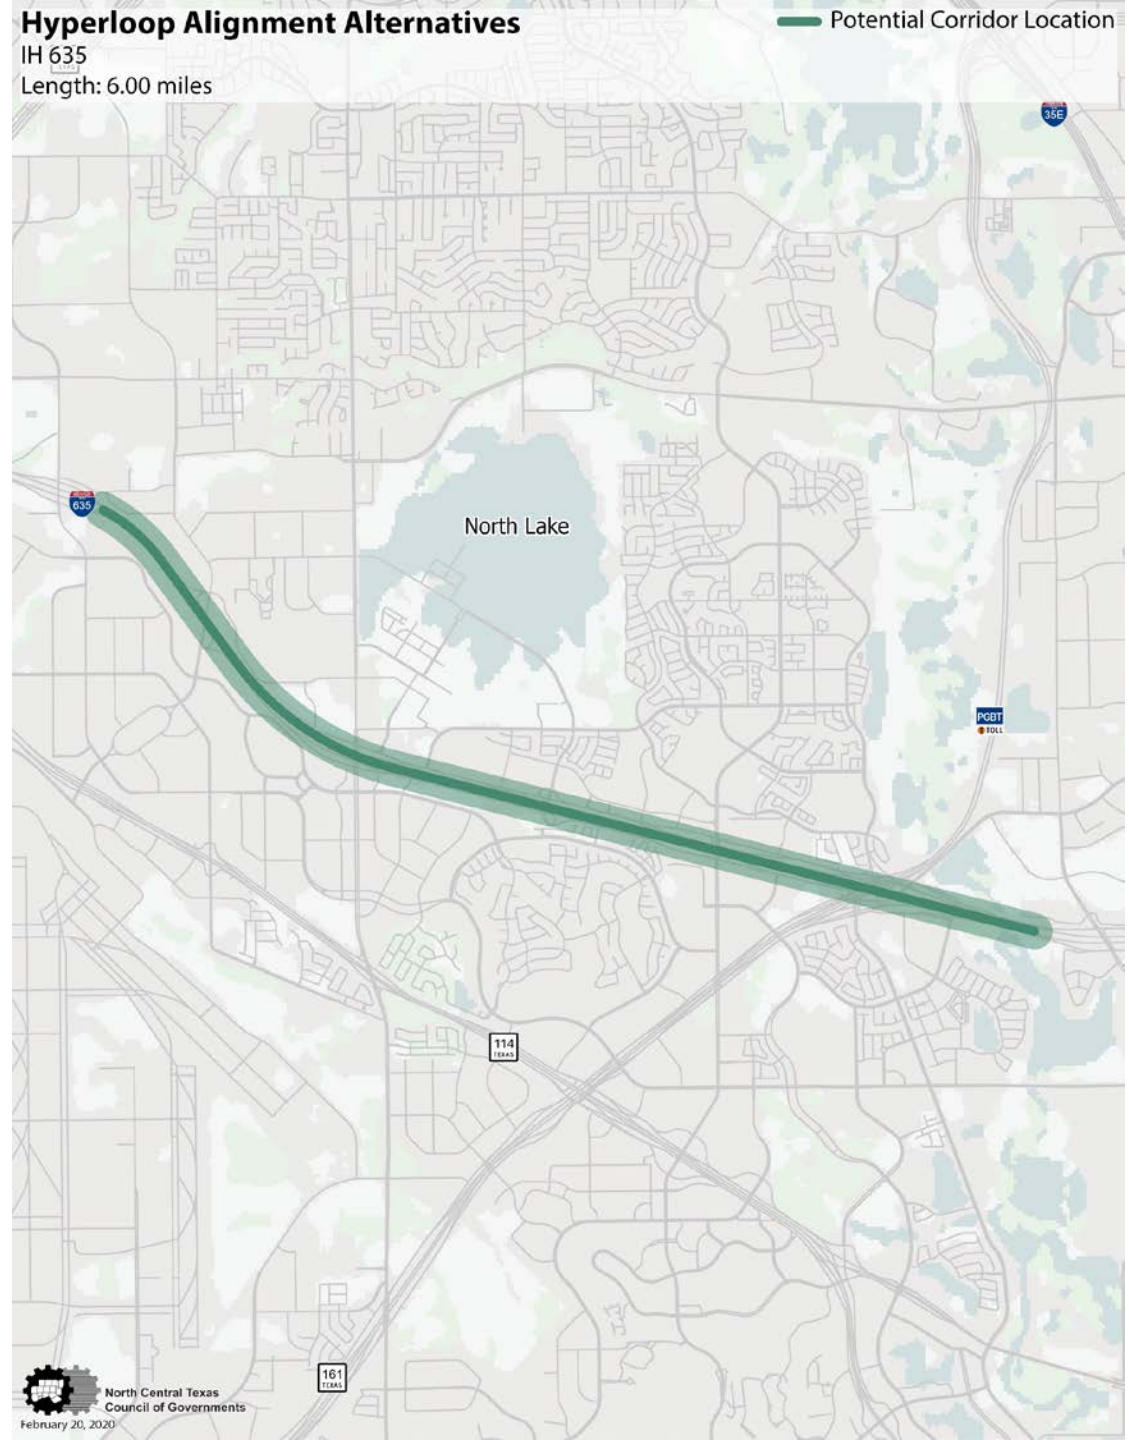 Hyperloop Alignment Alternatives
IH 635
Length: 6.00 miles
Potential Corridor Location
35E
635
North Lake
PGBT
TOLL
114
TEXAS
161
TEXAS
North Central Texas
Council of Governments
February 20, 2020